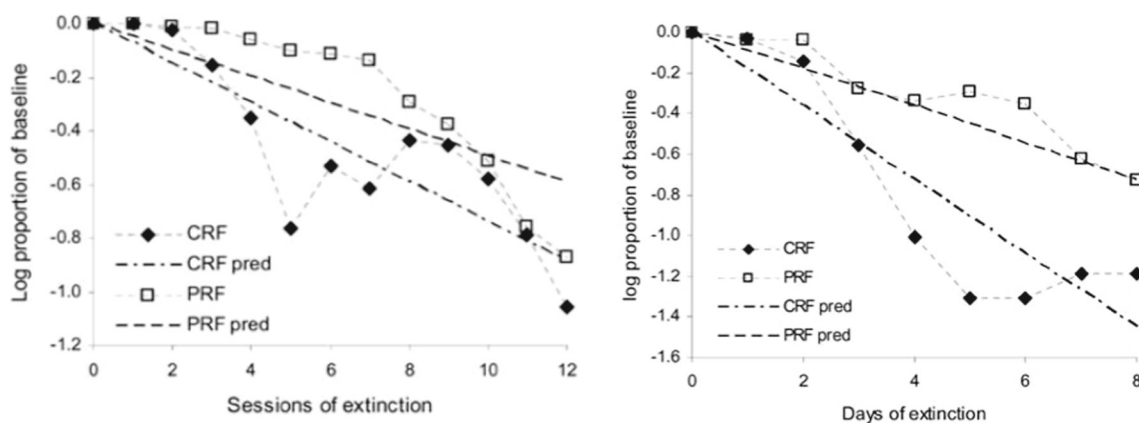 Log proportion of baseline
0.0
-0.2
-0.4
-0.6
-0.8
-1.0
-1.2
CRF
CRF pred
PRF
PRF pred
0 2 4 6 8 10 12
Sessions of extinction
log proportion of baseline
0.0
-0.2
-0.4
-0.6
-0.8
-1.0
-1.2
-1.4
-1.6
CRF
PRF
CRF pred
PRF pred
0 2 4 6 8
Days of extinction